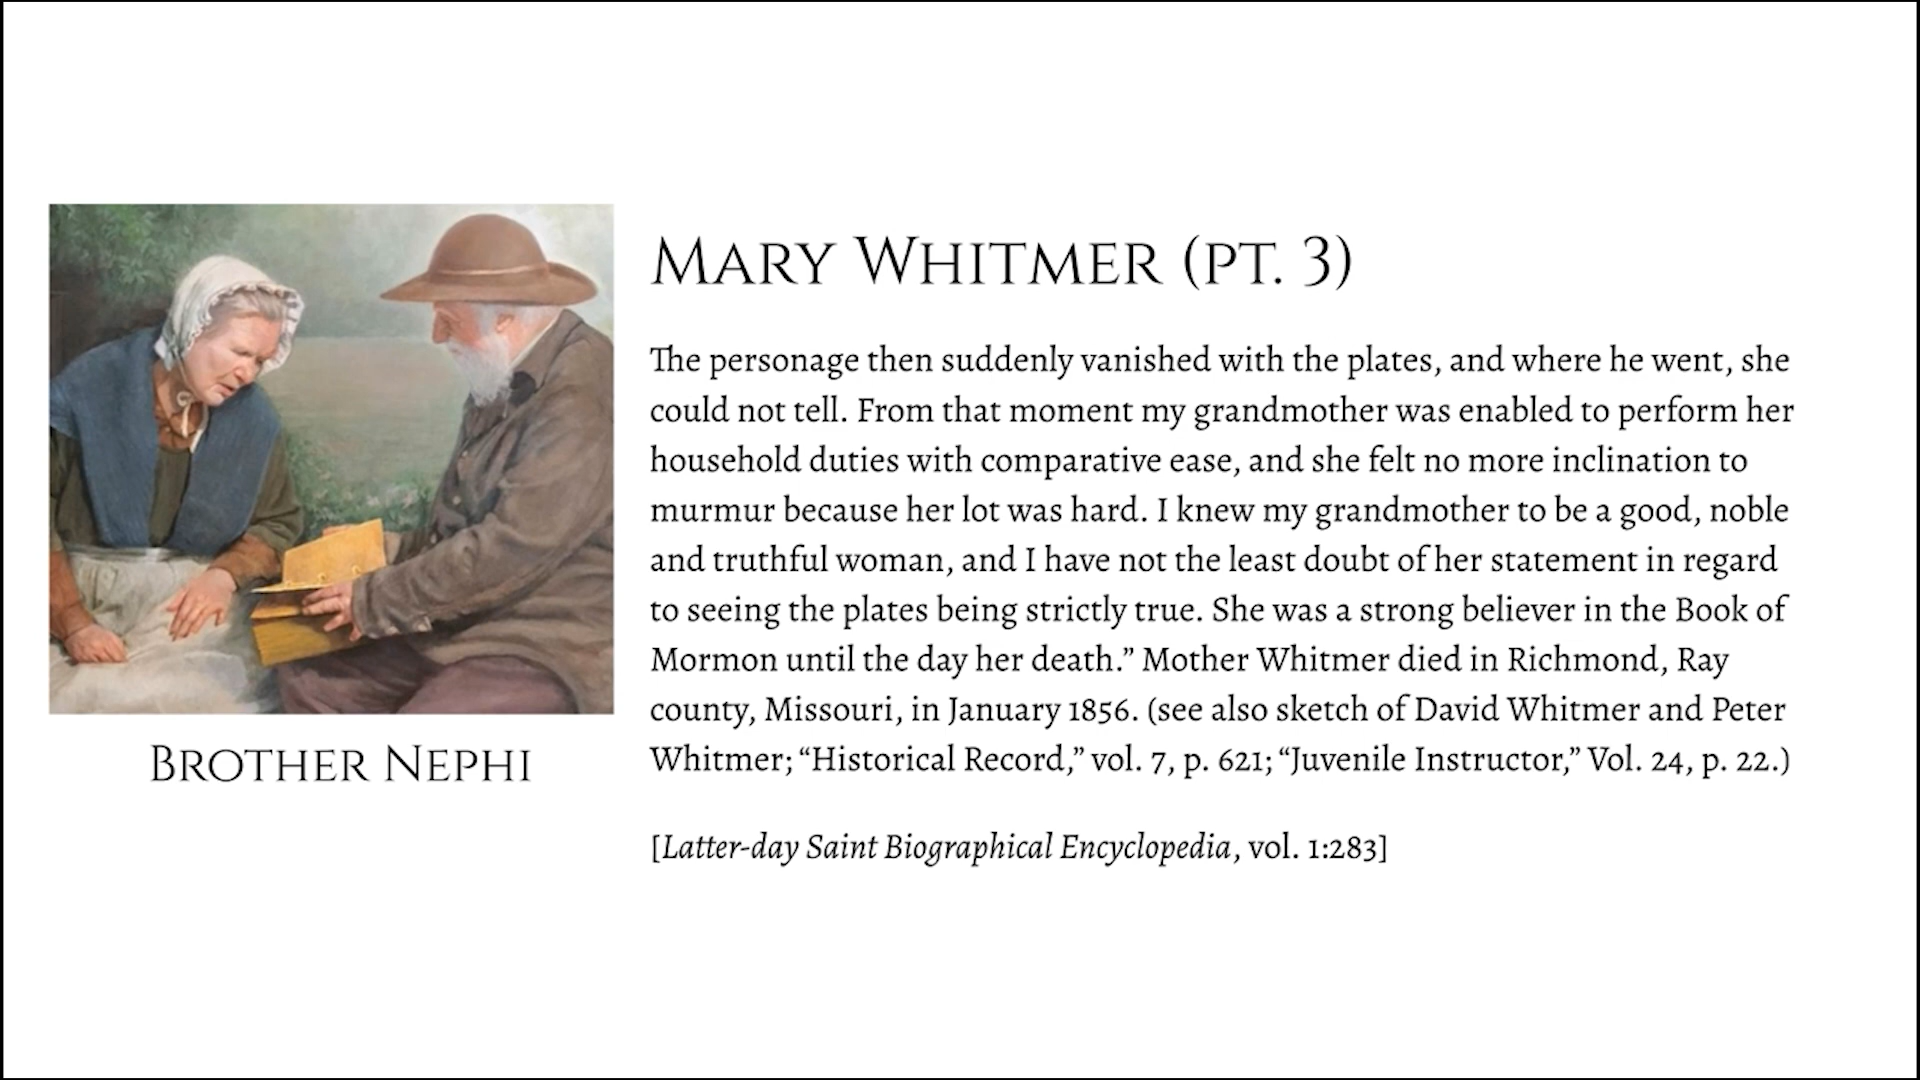 Mary Whitmer (pt. 3)
The personage then suddenly vanished with the plates, and where he went, she
could not tell. From that moment my grandmother was enabled to perform her
household duties with comparative ease, and she felt no more inclination to
murmur because her lot was hard. I knew my grandmother to be a good, noble
and truthful woman, and I have not the least doubt of her statement in regard
to seeing the plates being strictly true. She was a strong believer in the Book of
Mormon until the day her death.” Mother Whitmer died in Richmond, Ray
county, Missouri, in January 1856. (see also sketch of David Whitmer and Peter
Whitmer; “Historical Record,” vol. 7, p. 621; “Juvenile Instructor,” Vol. 24, p. 22.)
[Latter-day Saint Biographical Encyclopedia, vol. 1:283]
Brother Nephi